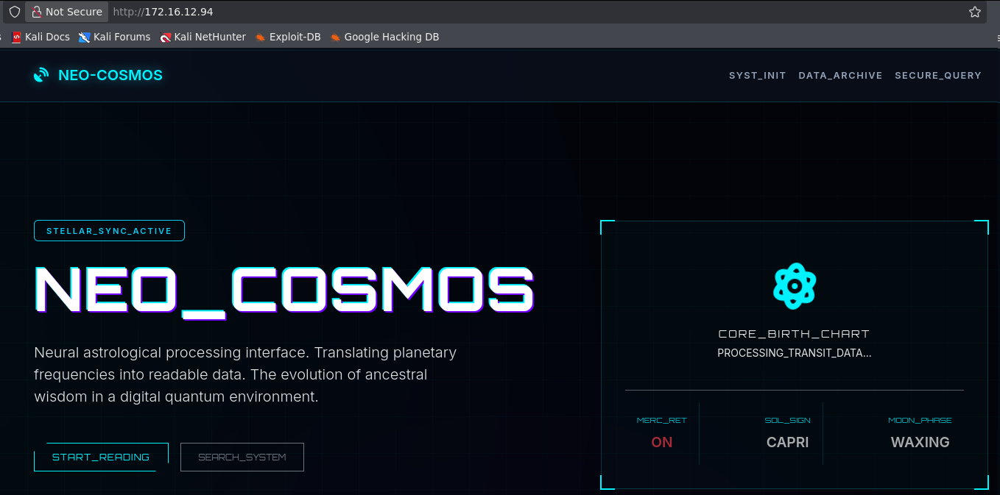 Not Secure http://172.16.12.94
s Kali Docs Kali Forums Kali NetHunter Exploit-DB Google Hacking DB
NEO-COSMOS SYST_INIT DATA_ARCHIVE SECURE_QUERY
STELLAR_SYNC_ACTIVE
NEO_COSMOS
Neural astrological processing interface. Translating planetary
frequencies into readable data. The evolution of ancestral
wisdom in a digital quantum environment.
START_READING SEARCH_SYSTEM
CORE_BIRTH_CHART
PROCESSING_TRANSIT_DATA...
MERC_RET SOL_SIGN MOON_PHASE
ON CAPRI WAXING